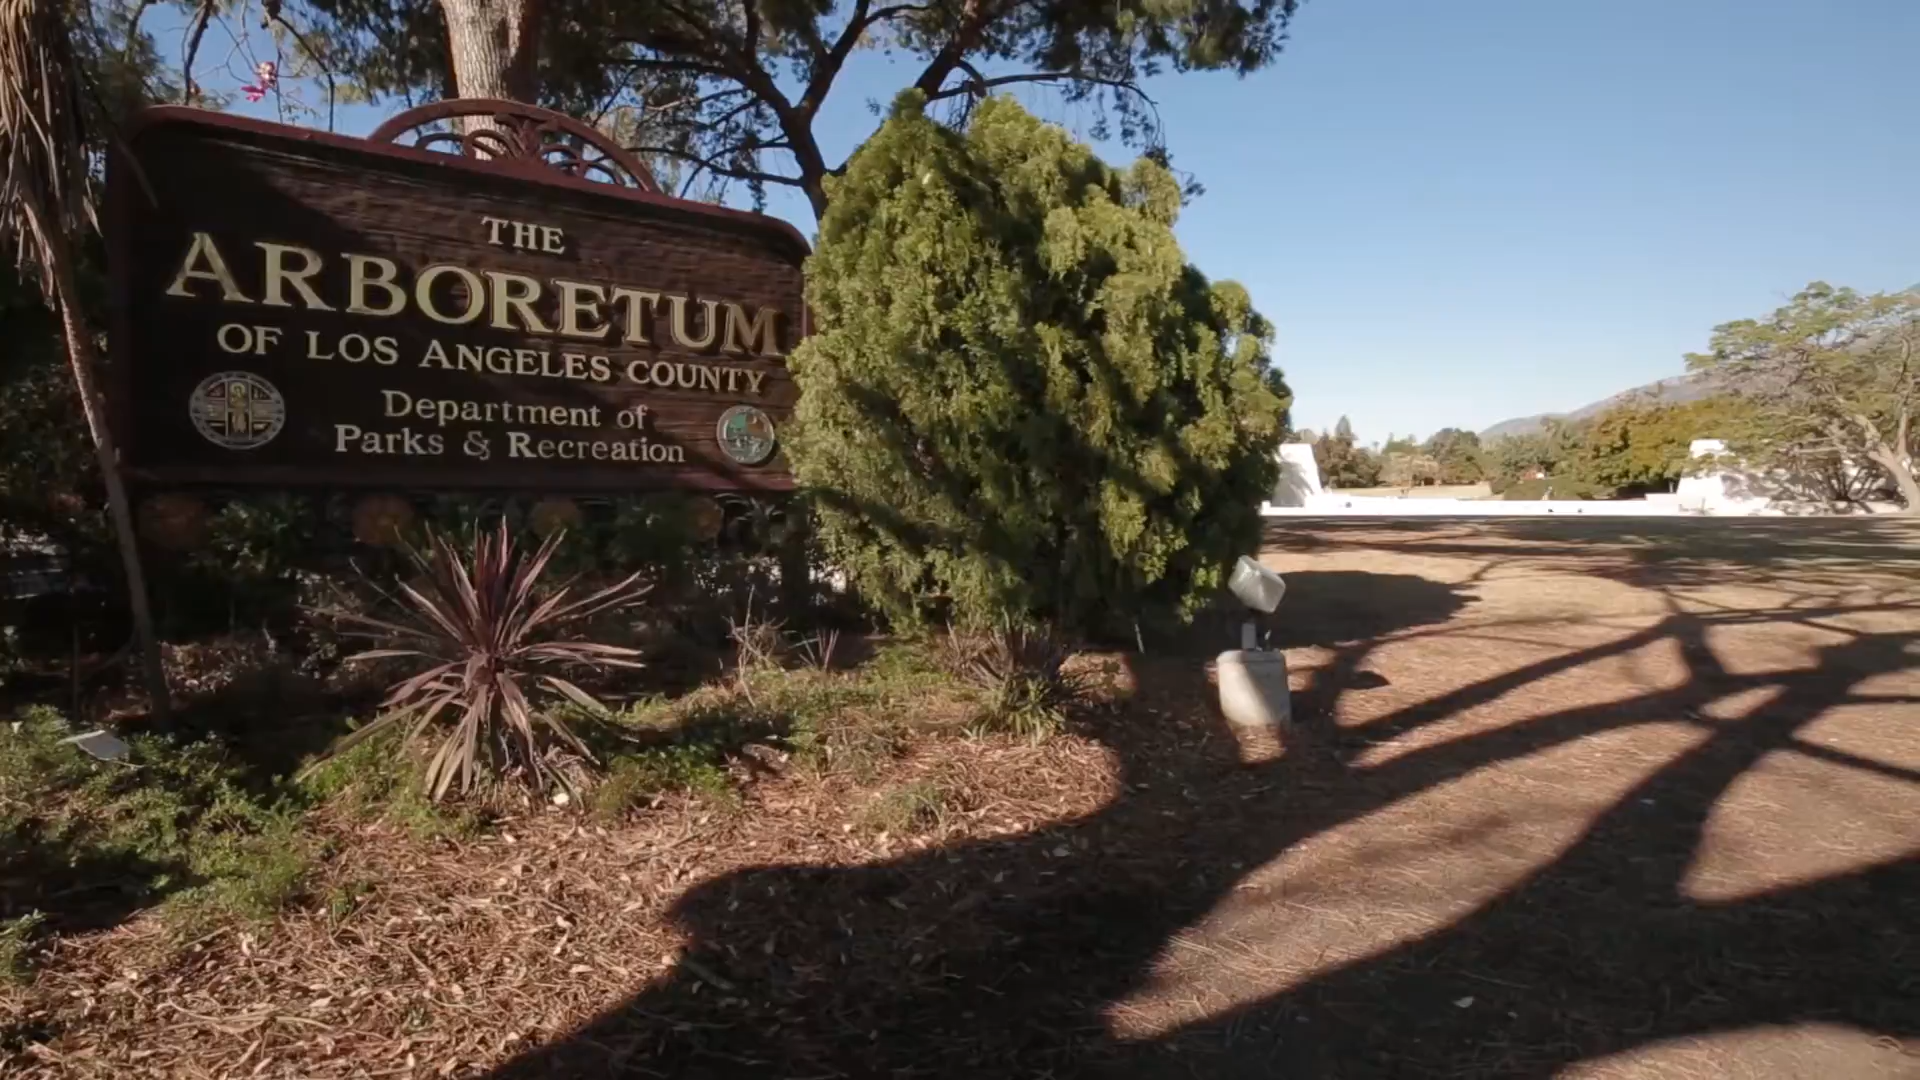 THE
ARBORETUM
OF LOS ANGELES COUNTY
Department of
Parks & Recreation